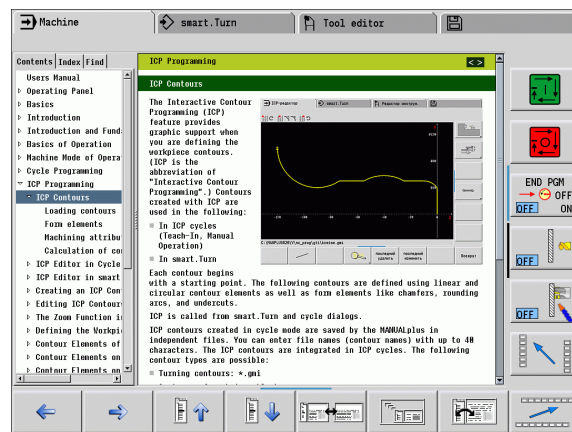 Machine
smart.Turn
Tool editor
Contents Index Find
Users Manual
Operating Panel
Basics
Introduction
Introduction and Fund
Basics of Operation
Machine Mode of Opera
Cycle Programming
ICP Programming
ICP Contours
Loading contours
Form elements
Machining attribu
Calculation of co
ICP Editor in Cycle
ICP Editor in smart
Creating an ICP Con
Editing ICP Contour
The Zoom Function i
Defining the Workpi
Contour Elements of
Contour Elements on
Contour Elements on
ICP Programming
<>
ICP Contours
The Interactive Contour
Programming (ICP)
feature provides
graphic support when
you are defining the
workpiece contours.
(ICP is the
abbreviation of
"Interactive Contour
Programming".) Contours
created with ICP are
used in the following:
In ICP cycles
(Teach-In, Manual
Operation)
In smart.Turn
ICP-редактор
smart.Turn
Редактор инструм.
последний
удалить
последний
изменить
Возврат
Each contour begins
with a starting point. The following contours are defined using linear and
circular contour elements as well as form elements like chamfers, rounding
arcs, and undercuts.
ICP is called from smart.Turn and cycle dialogs.
ICP contours created in cycle mode are saved by the MANUALplus in
independent files. You can enter file names (contour names) with up to 40
characters. The ICP contours are integrated in ICP cycles. The following
contour types are possible:
Turning contours: *.gmi
END PGM
OFF
OFF ON
OFF
OFF